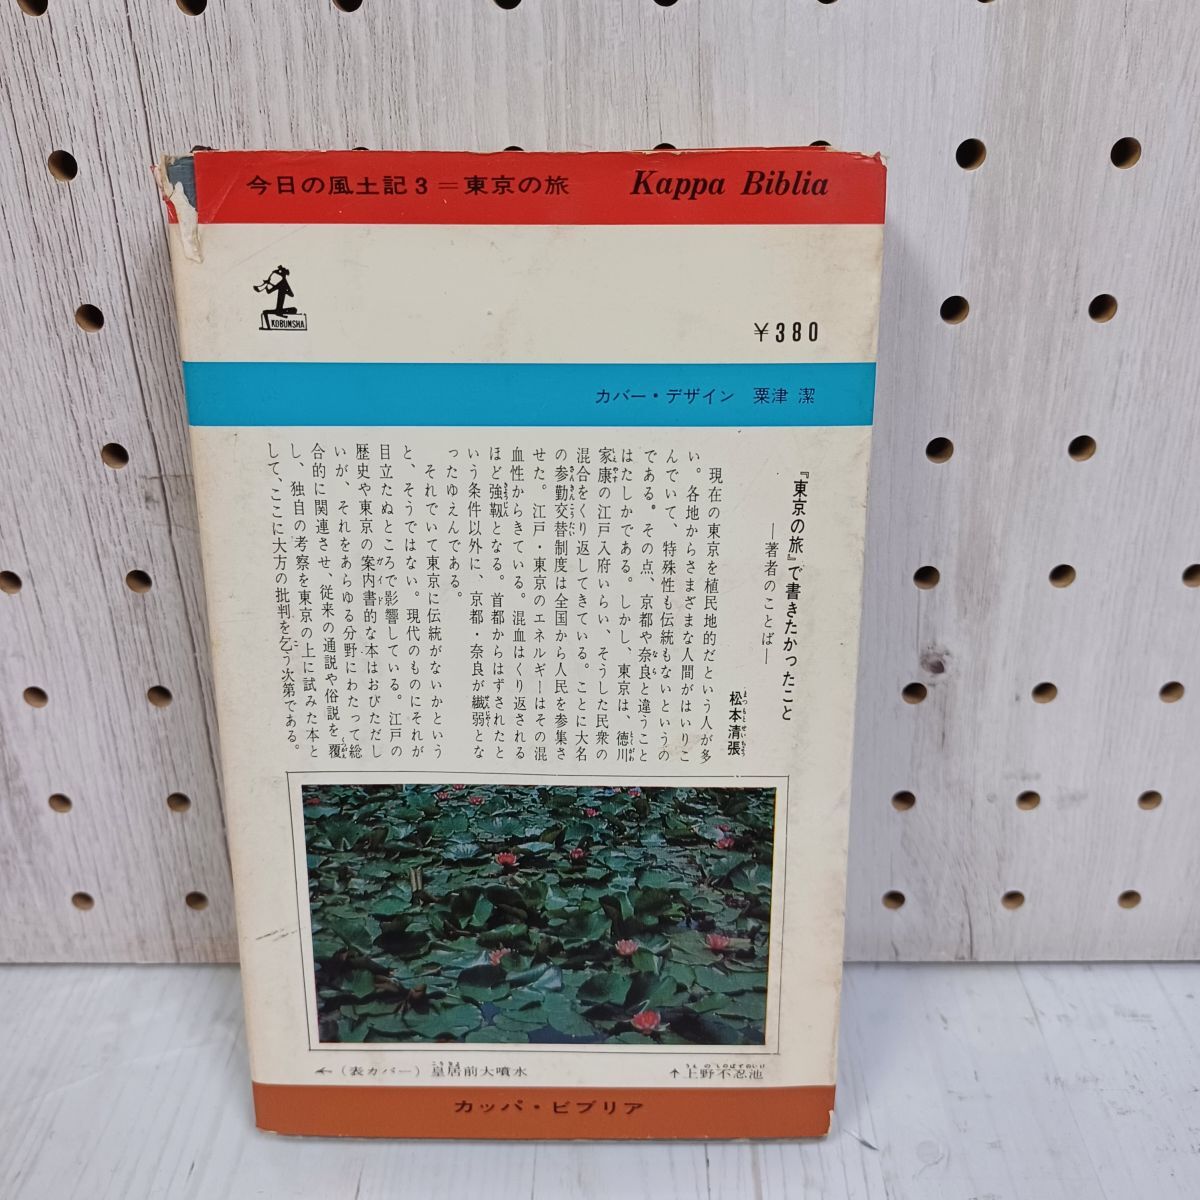 今日の風土記3=東京の旅 Kappa Biblia
KOBUNSHA
¥380
カバー・デザイン 粟津 潔
『東京の旅』で書きたかったこと
―著者のことば―
松本清張
現在の東京を植民地的だという人が多
い。各地からさまざまな人間がはいりこ
んでいて、特殊性も伝統もないというの
である。その点、京都や奈良と違うこと
はたしかである。しかし、東京は、徳川
家康の江戸入府いらい、そうした民衆の
混合をくり返してきている。ことに大名
の参勤交替制度は全国から人民を参集さ
せた。江戸・東京のエネルギーはその混
血性からきている。混血はくり返される
ほど強靱となる。首都からはずされたと
いう条件以外に、京都・奈良が繊弱とな
ったゆえんである。
それでいて東京に伝統がないかという
と、そうではない。現代のものにそれが
目立たぬところで影響している。江戸の
歴史や東京の案内書的な本はおびただし
いが、それをあらゆる分野にわたって総
合的に関連させ、従来の通説や俗説を覆
し、独自の考察を東京の上に試みた本と
して、ここに大方の批判を乞う次第である。
←(表カバー)皇居前大噴水
↑上野不忍池
カッパ・ビブリア